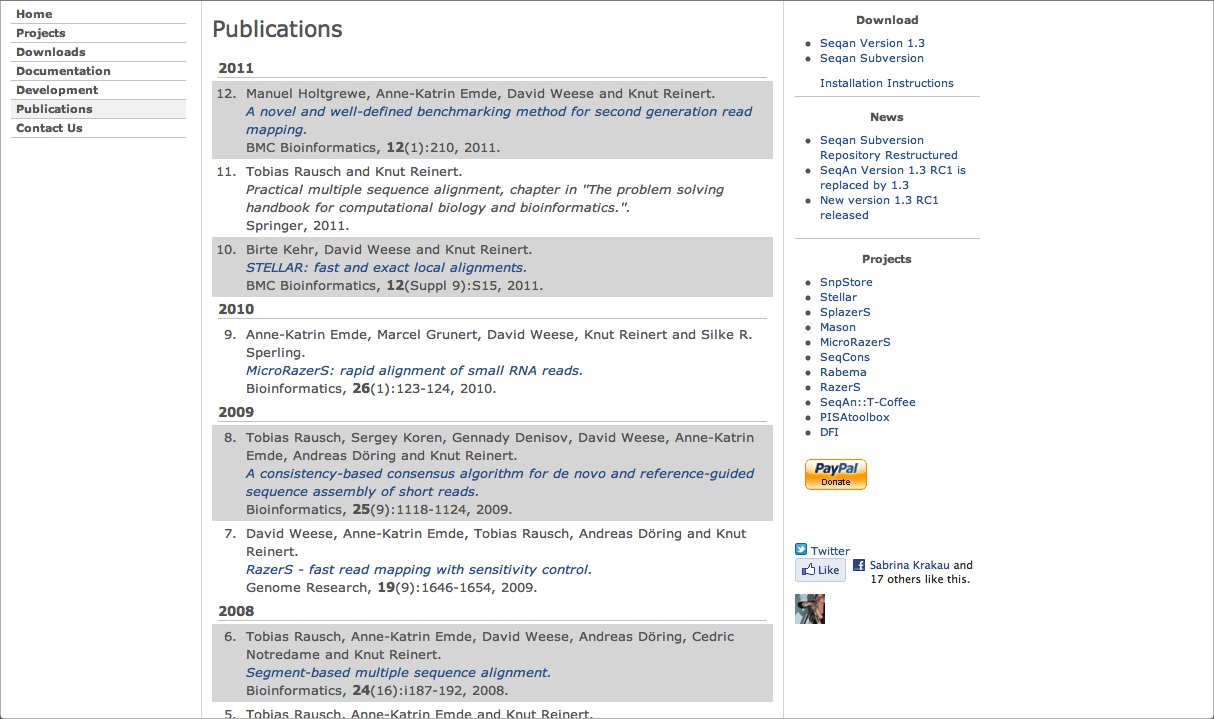 Home
Projects
Downloads
Documentation
Development
Publications
Contact Us
Publications
2011
12. Manuel Holtgrewe, Anne-Katrin Emde, David Weese and Knut Reinert.
A novel and well-defined benchmarking method for second generation read
mapping.
BMC Bioinformatics, 12(1):210, 2011.
11. Tobias Rausch and Knut Reinert.
Practical multiple sequence alignment, chapter in "The problem solving
handbook for computational biology and bioinformatics.".
Springer, 2011.
10. Birte Kehr, David Weese and Knut Reinert.
STELLAR: fast and exact local alignments.
BMC Bioinformatics, 12(Suppl 9):S15, 2011.
2010
9. Anne-Katrin Emde, Marcel Grunert, David Weese, Knut Reinert and Silke R.
Sperling.
MicroRazerS: rapid alignment of small RNA reads.
Bioinformatics, 26(1):123-124, 2010.
2009
8. Tobias Rausch, Sergey Koren, Gennady Denisov, David Weese, Anne-Katrin
Emde, Andreas Döring and Knut Reinert.
A consistency-based consensus algorithm for de novo and reference-guided
sequence assembly of short reads.
Bioinformatics, 25(9):1118-1124, 2009.
7. David Weese, Anne-Katrin Emde, Tobias Rausch, Andreas Döring and Knut
Reinert.
RazerS - fast read mapping with sensitivity control.
Genome Research, 19(9):1646-1654, 2009.
2008
6. Tobias Rausch, Anne-Katrin Emde, David Weese, Andreas Döring, Cedric
Notredame and Knut Reinert.
Segment-based multiple sequence alignment.
Bioinformatics, 24(16):i187-192, 2008.
5. Tobias Rausch, Anne-Katrin Emde and Knut Reinert.
Download
Seqan Version 1.3
Seqan Subversion
Installation Instructions
News
Seqan Subversion
Repository Restructured
SeqAn Version 1.3 RC1 is
replaced by 1.3
New version 1.3 RC1
released
Projects
SnpStore
Stellar
SplazerS
Mason
MicroRazerS
SeqCons
Rabema
RazerS
SeqAn::T-Coffee
PISAtoolbox
DFI
PayPal
Donate
Twitter
Like
Sabrina Krakau and
17 others like this.